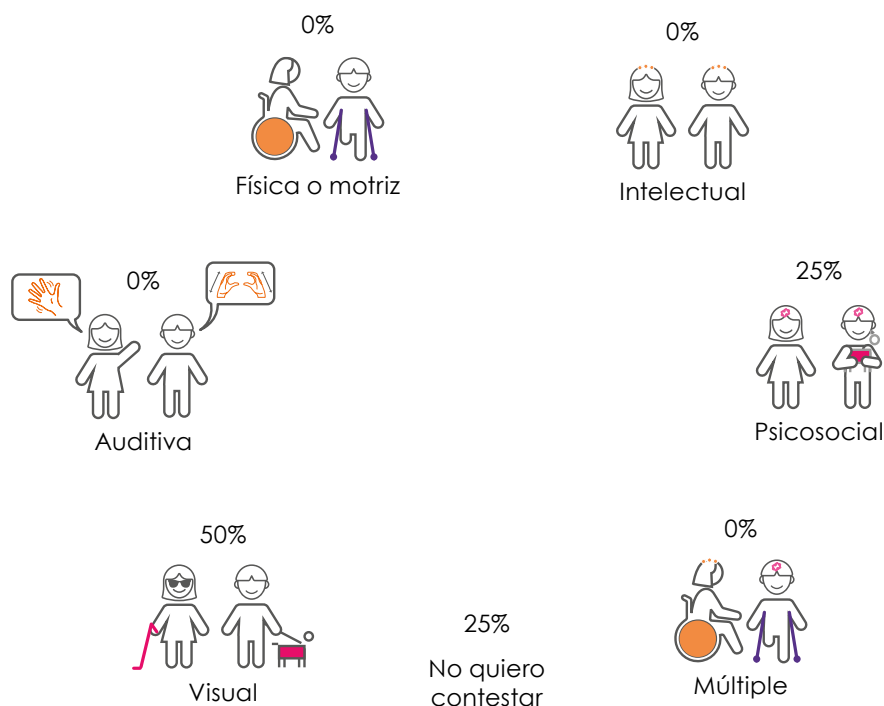 0%
Física o motriz
0%
Intelectual
0%
Auditiva
25%
Psicosocial
50%
Visual
25%
No quiero
contestar
0%
Múltiple